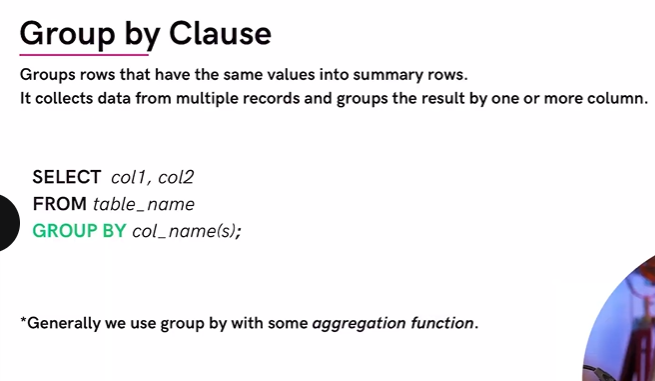 Group by Clause
Groups rows that have the same values into summary rows.
It collects data from multiple records and groups the result by one or more column.
SELECT col1, col2
FROM table_name
GROUP BY col_name(s);
*Generally we use group by with some aggregation function.